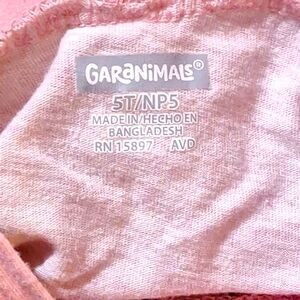 GARANIMALS®
5T/NP5
MADE IN/HECHO EN
BANGLADESH
RN 15897 AVD